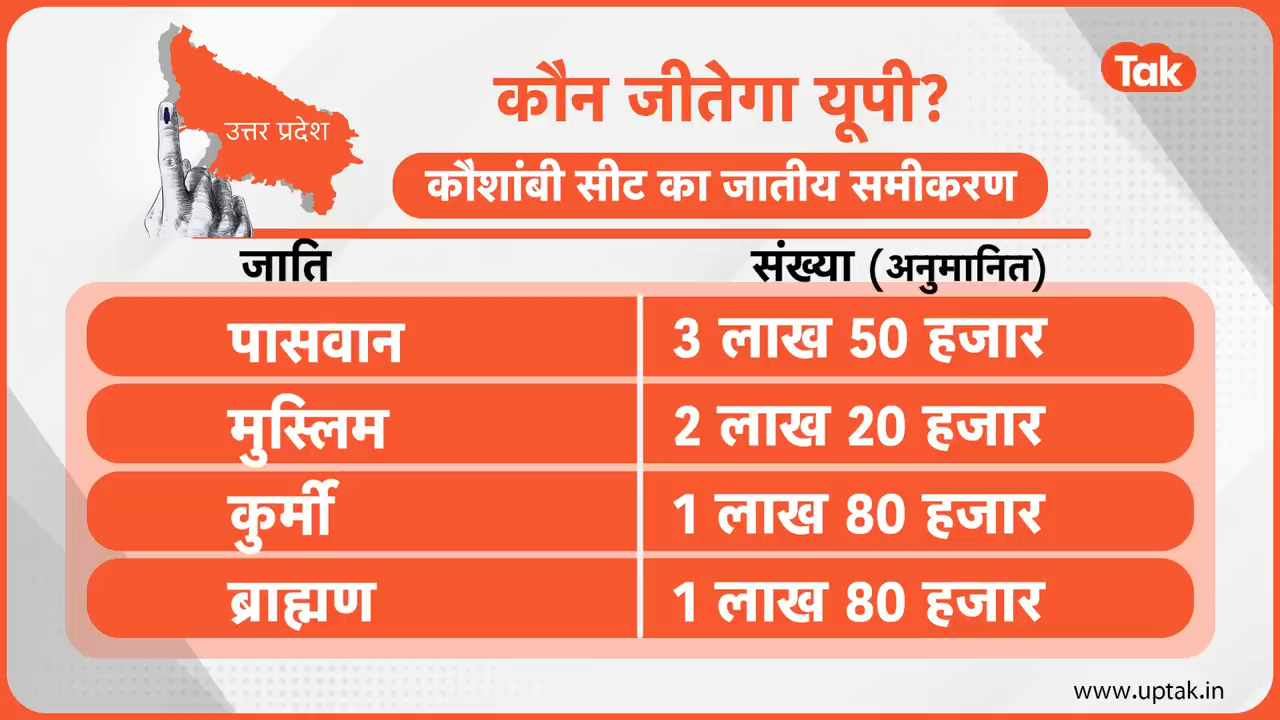 Tak
कौन जीतेगा यूपी?
उत्तर प्रदेश
कौशांबी सीट का जातीय समीकरण
जाति संख्या (अनुमानित)
पासवान 3 लाख 50 हजार
मुस्लिम 2 लाख 20 हजार
कुर्मी 1 लाख 80 हजार
ब्राह्मण 1 लाख 80 हजार
www.uptak.in